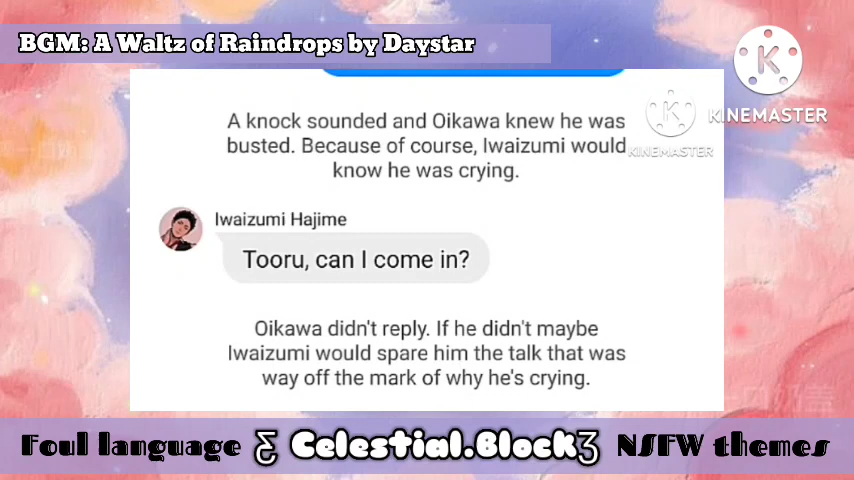 BGM: A Waltz of Raindrops by Daystar
KINEMASTER
KINEMASTER
A knock sounded and Oikawa knew he was
busted. Because of course, Iwaizumi would
know he was crying.
Iwaizumi Hajime
Tooru, can I come in?
Oikawa didn't reply. If he didn't maybe
Iwaizumi would spare him the talk that was
way off the mark of why he's crying.
Foul language Ƹ Celestial.Block Ʒ NSFW themes